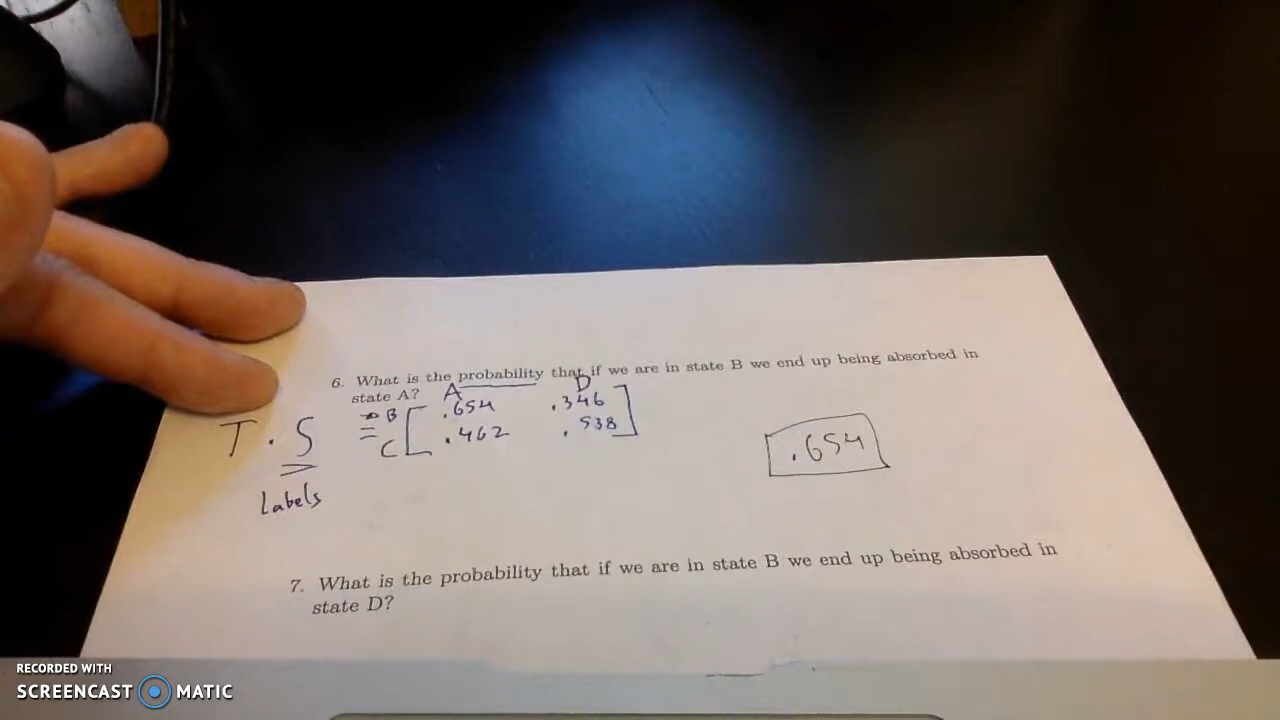 6. What is the probability that if we are in state B we end up being absorbed in
state A?
A D
T . S = B [ .654 .346 ]
C [ .462 .538 ]
Labels
.654
7. What is the probability that if we are in state B we end up being absorbed in
state D?
RECORDED WITH
SCREENCAST MATIC